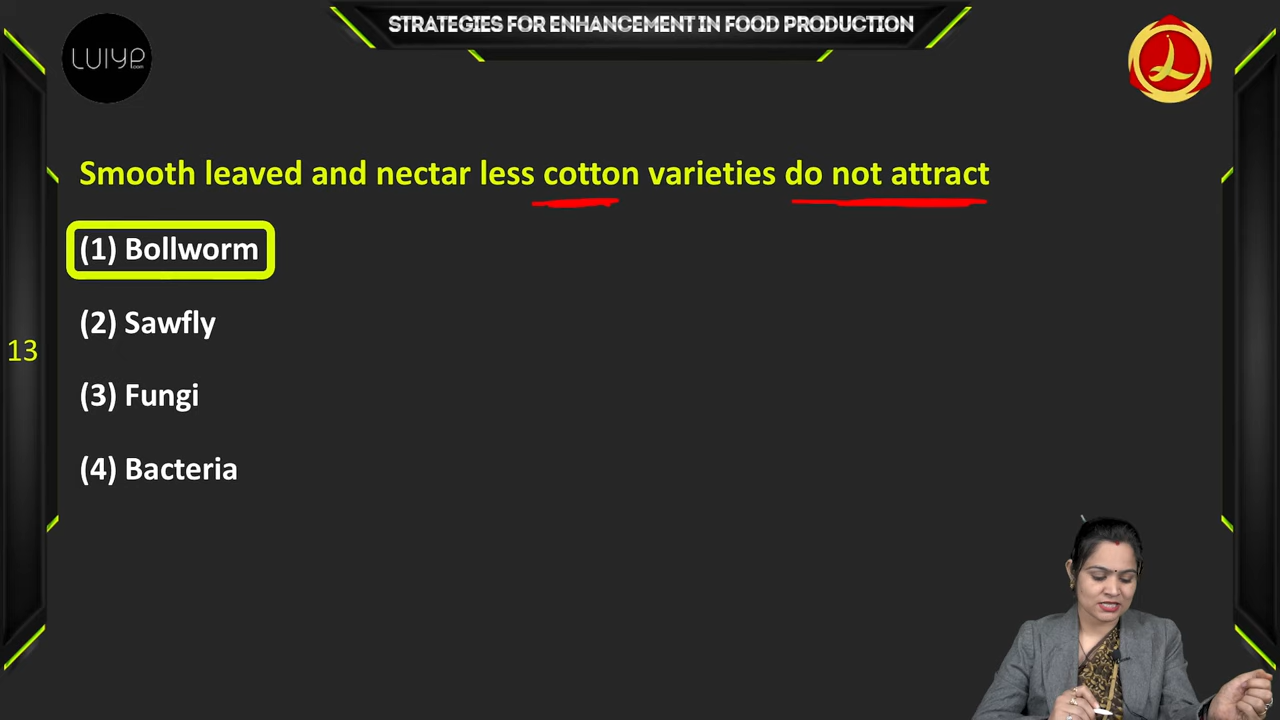 STRATEGIES FOR ENHANCEMENT IN FOOD PRODUCTION
LUIYP
.com
Smooth leaved and nectar less cotton varieties do not attract
(1) Bollworm
(2) Sawfly
13
(3) Fungi
(4) Bacteria